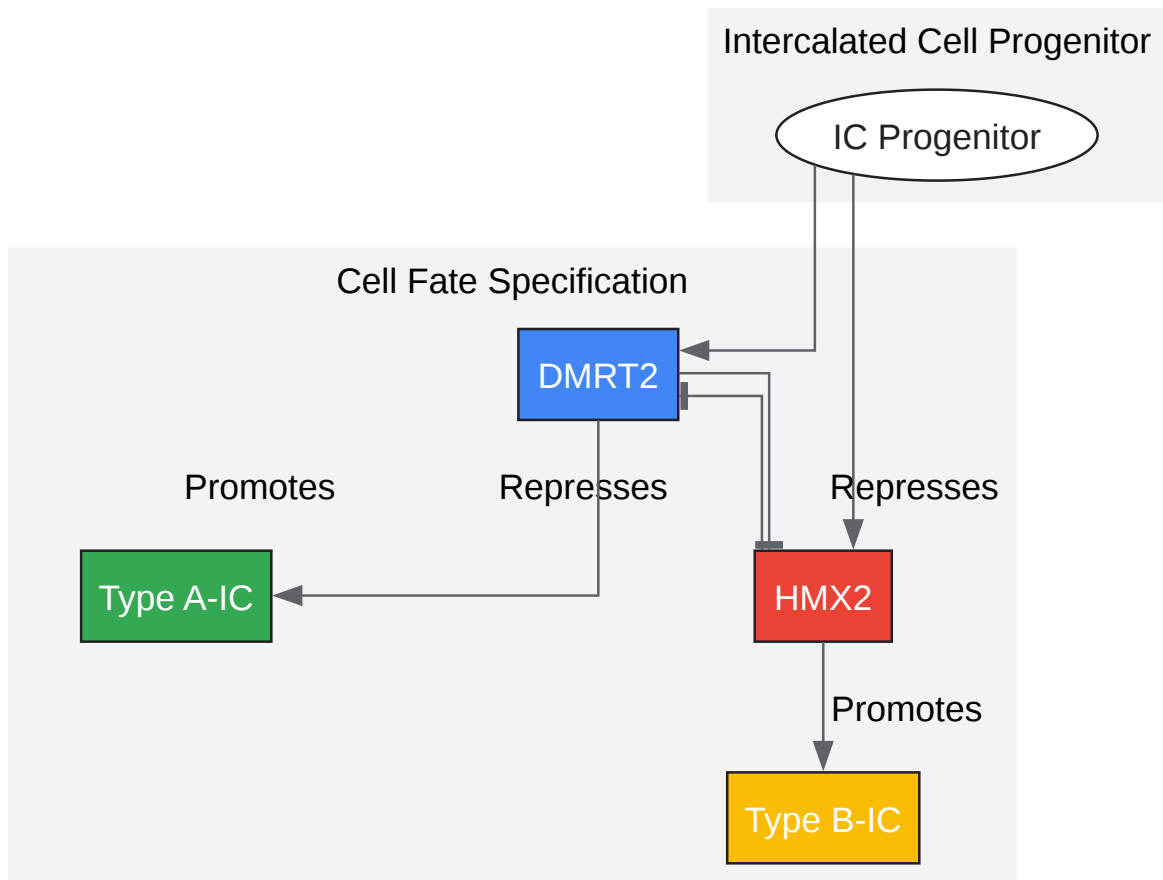 Intercalated Cell Progenitor
IC Progenitor
Cell Fate Specification
DMRT2
Promotes
Represses
Represses
Type A-IC
HMX2
Promotes
Type B-IC